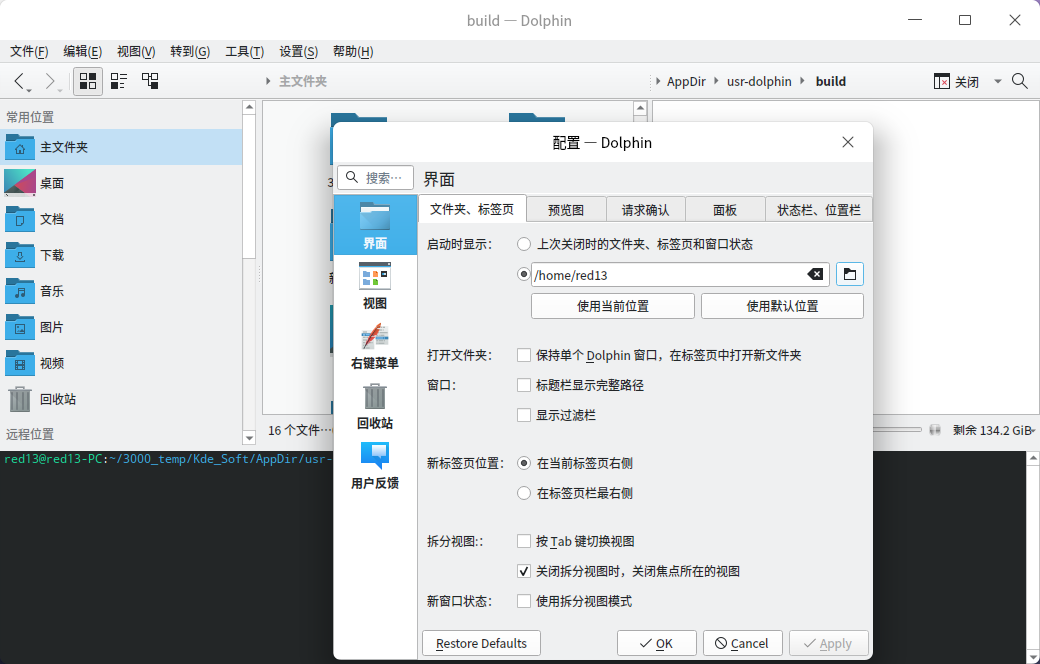 build — Dolphin
文件(F) 编辑(E) 视图(V) 转到(G) 工具(T) 设置(S) 帮助(H)
主文件夹
AppDir usr-dolphin build
关闭
常用位置
主文件夹
桌面
文档
下载
音乐
图片
视频
回收站
远程位置
16 个文件…
剩余 134.2 GiB
red13@red13-PC:~/3000_temp/Kde_Soft/AppDir/usr-
配置 — Dolphin
搜索…
界面
界面
视图
右键菜单
回收站
用户反馈
文件夹、标签页 预览图 请求确认 面板 状态栏、位置栏
启动时显示： 上次关闭时的文件夹、标签页和窗口状态
/home/red13
使用当前位置 使用默认位置
打开文件夹： 保持单个 Dolphin 窗口，在标签页中打开新文件夹
窗口： 标题栏显示完整路径
显示过滤栏
新标签页位置： 在当前标签页右侧
在标签页栏最右侧
拆分视图:： 按 Tab 键切换视图
关闭拆分视图时，关闭焦点所在的视图
新窗口状态： 使用拆分视图模式
Restore Defaults OK Cancel Apply